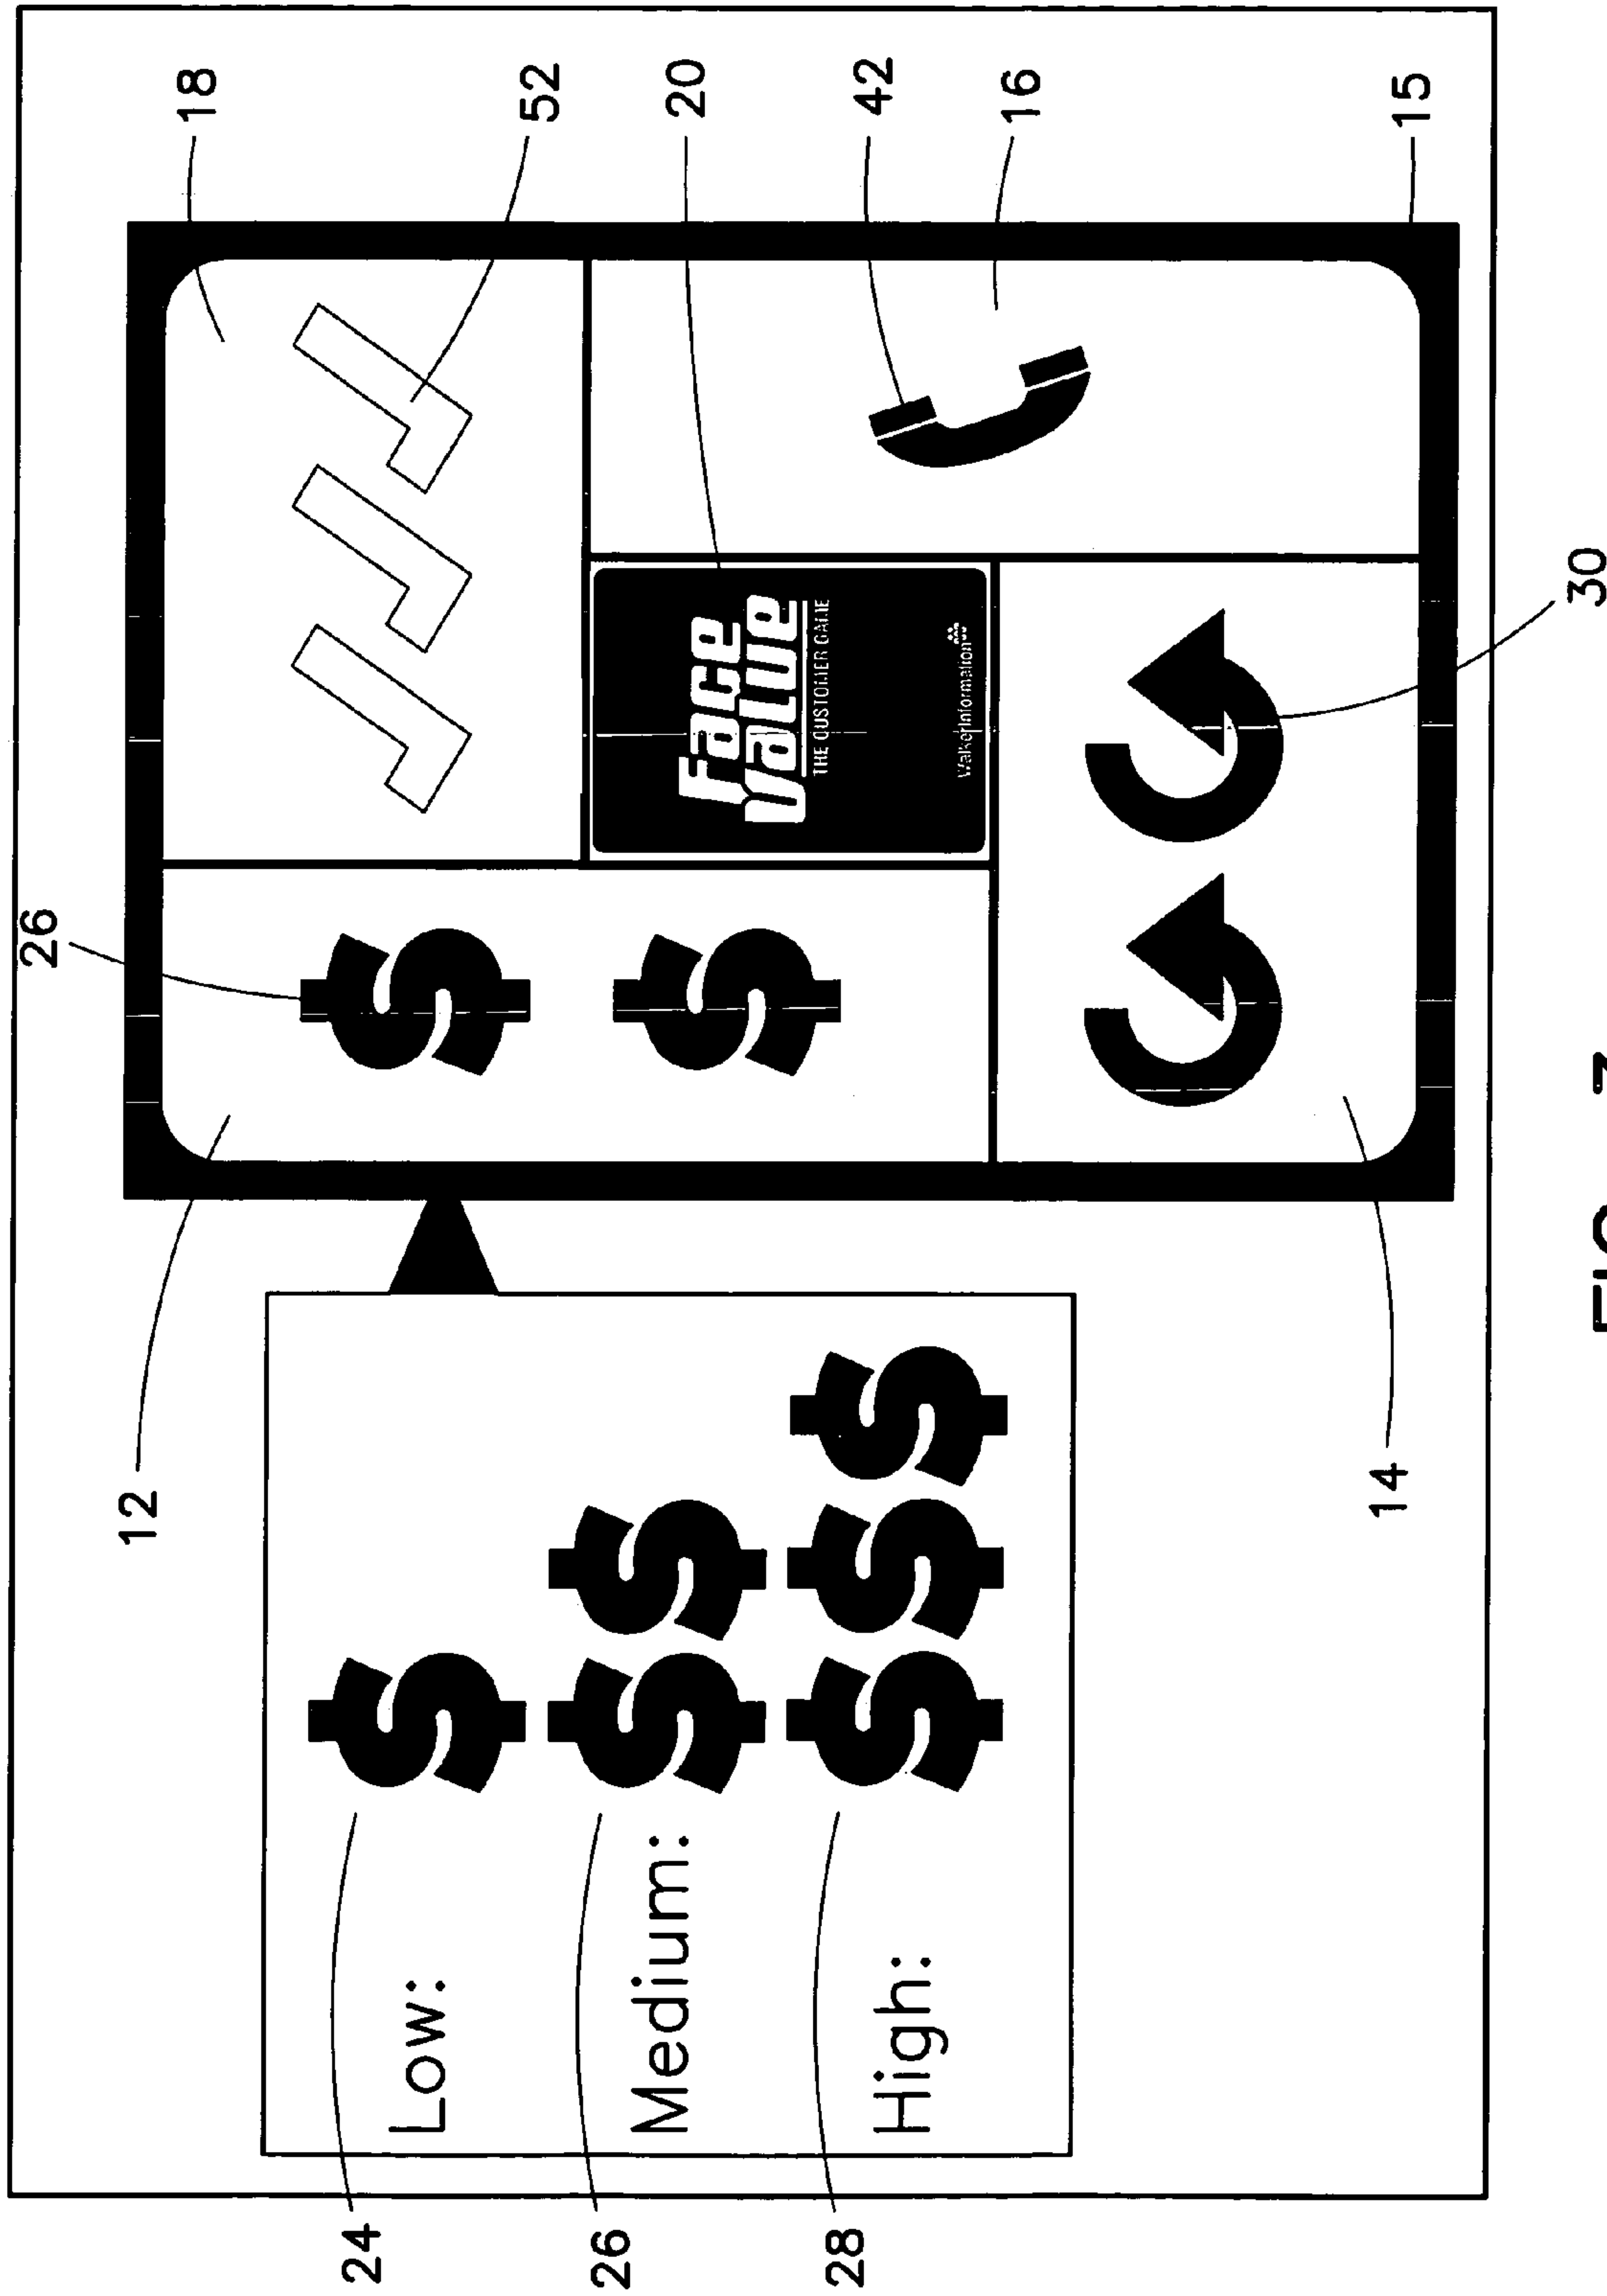 26
12
18
24
Low: $
52
26
Medium: $$
20
Face
Value
THE CUSTOMER GAME
28
42
High: $$$
WalkerInformation
16
$
$
14
15
30